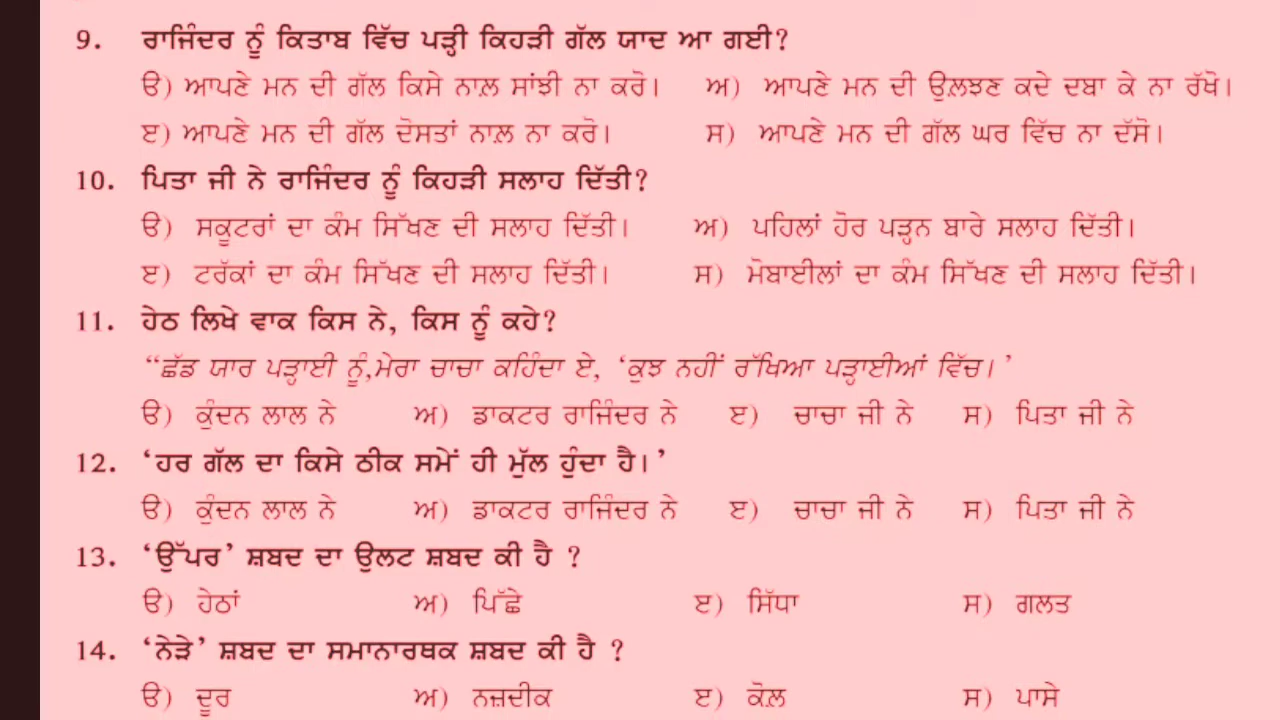 9. ਰਾਜਿੰਦਰ ਨੂੰ ਕਿਤਾਬ ਵਿੱਚ ਪੜ੍ਹੀ ਕਿਹੜੀ ਗੱਲ ਯਾਦ ਆ ਗਈ?
ੳ) ਆਪਣੇ ਮਨ ਦੀ ਗੱਲ ਕਿਸੇ ਨਾਲ਼ ਸਾਂਝੀ ਨਾ ਕਰੋ। ਅ) ਆਪਣੇ ਮਨ ਦੀ ਉਲ਼ਝਣ ਕਦੇ ਦਬਾ ਕੇ ਨਾ ਰੱਖੋ।
ੲ) ਆਪਣੇ ਮਨ ਦੀ ਗੱਲ ਦੋਸਤਾਂ ਨਾਲ਼ ਨਾ ਕਰੋ। ਸ) ਆਪਣੇ ਮਨ ਦੀ ਗੱਲ ਘਰ ਵਿੱਚ ਨਾ ਦੱਸੋ।
10. ਪਿਤਾ ਜੀ ਨੇ ਰਾਜਿੰਦਰ ਨੂੰ ਕਿਹੜੀ ਸਲਾਹ ਦਿੱਤੀ?
ੳ) ਸਕੂਟਰਾਂ ਦਾ ਕੰਮ ਸਿੱਖਣ ਦੀ ਸਲਾਹ ਦਿੱਤੀ। ਅ) ਪਹਿਲਾਂ ਹੋਰ ਪੜ੍ਹਨ ਬਾਰੇ ਸਲਾਹ ਦਿੱਤੀ।
ੲ) ਟਰੱਕਾਂ ਦਾ ਕੰਮ ਸਿੱਖਣ ਦੀ ਸਲਾਹ ਦਿੱਤੀ। ਸ) ਮੋਬਾਈਲਾਂ ਦਾ ਕੰਮ ਸਿੱਖਣ ਦੀ ਸਲਾਹ ਦਿੱਤੀ।
11. ਹੇਠ ਲਿਖੇ ਵਾਕ ਕਿਸ ਨੇ, ਕਿਸ ਨੂੰ ਕਹੇ?
“ਛੱਡ ਯਾਰ ਪੜ੍ਹਾਈ ਨੂੰ,ਮੇਰਾ ਚਾਚਾ ਕਹਿੰਦਾ ਏ, ‘ਕੁਝ ਨਹੀਂ ਰੱਖਿਆ ਪੜ੍ਹਾਈਆਂ ਵਿੱਚ।’
ੳ) ਕੁੰਦਨ ਲਾਲ ਨੇ ਅ) ਡਾਕਟਰ ਰਾਜਿੰਦਰ ਨੇ ੲ) ਚਾਚਾ ਜੀ ਨੇ ਸ) ਪਿਤਾ ਜੀ ਨੇ
12. ‘ਹਰ ਗੱਲ ਦਾ ਕਿਸੇ ਠੀਕ ਸਮੇਂ ਹੀ ਮੁੱਲ ਹੁੰਦਾ ਹੈ।’
ੳ) ਕੁੰਦਨ ਲਾਲ ਨੇ ਅ) ਡਾਕਟਰ ਰਾਜਿੰਦਰ ਨੇ ੲ) ਚਾਚਾ ਜੀ ਨੇ ਸ) ਪਿਤਾ ਜੀ ਨੇ
13. ‘ਉੱਪਰ’ ਸ਼ਬਦ ਦਾ ਉਲਟ ਸ਼ਬਦ ਕੀ ਹੈ ?
ੳ) ਹੇਠਾਂ ਅ) ਪਿੱਛੇ ੲ) ਸਿੱਧਾ ਸ) ਗਲਤ
14. ‘ਨੇੜੇ’ ਸ਼ਬਦ ਦਾ ਸਮਾਨਾਰਥਕ ਸ਼ਬਦ ਕੀ ਹੈ ?
ੳ) ਦੂਰ ਅ) ਨਜ਼ਦੀਕ ੲ) ਕੋਲ਼ ਸ) ਪਾਸੇ